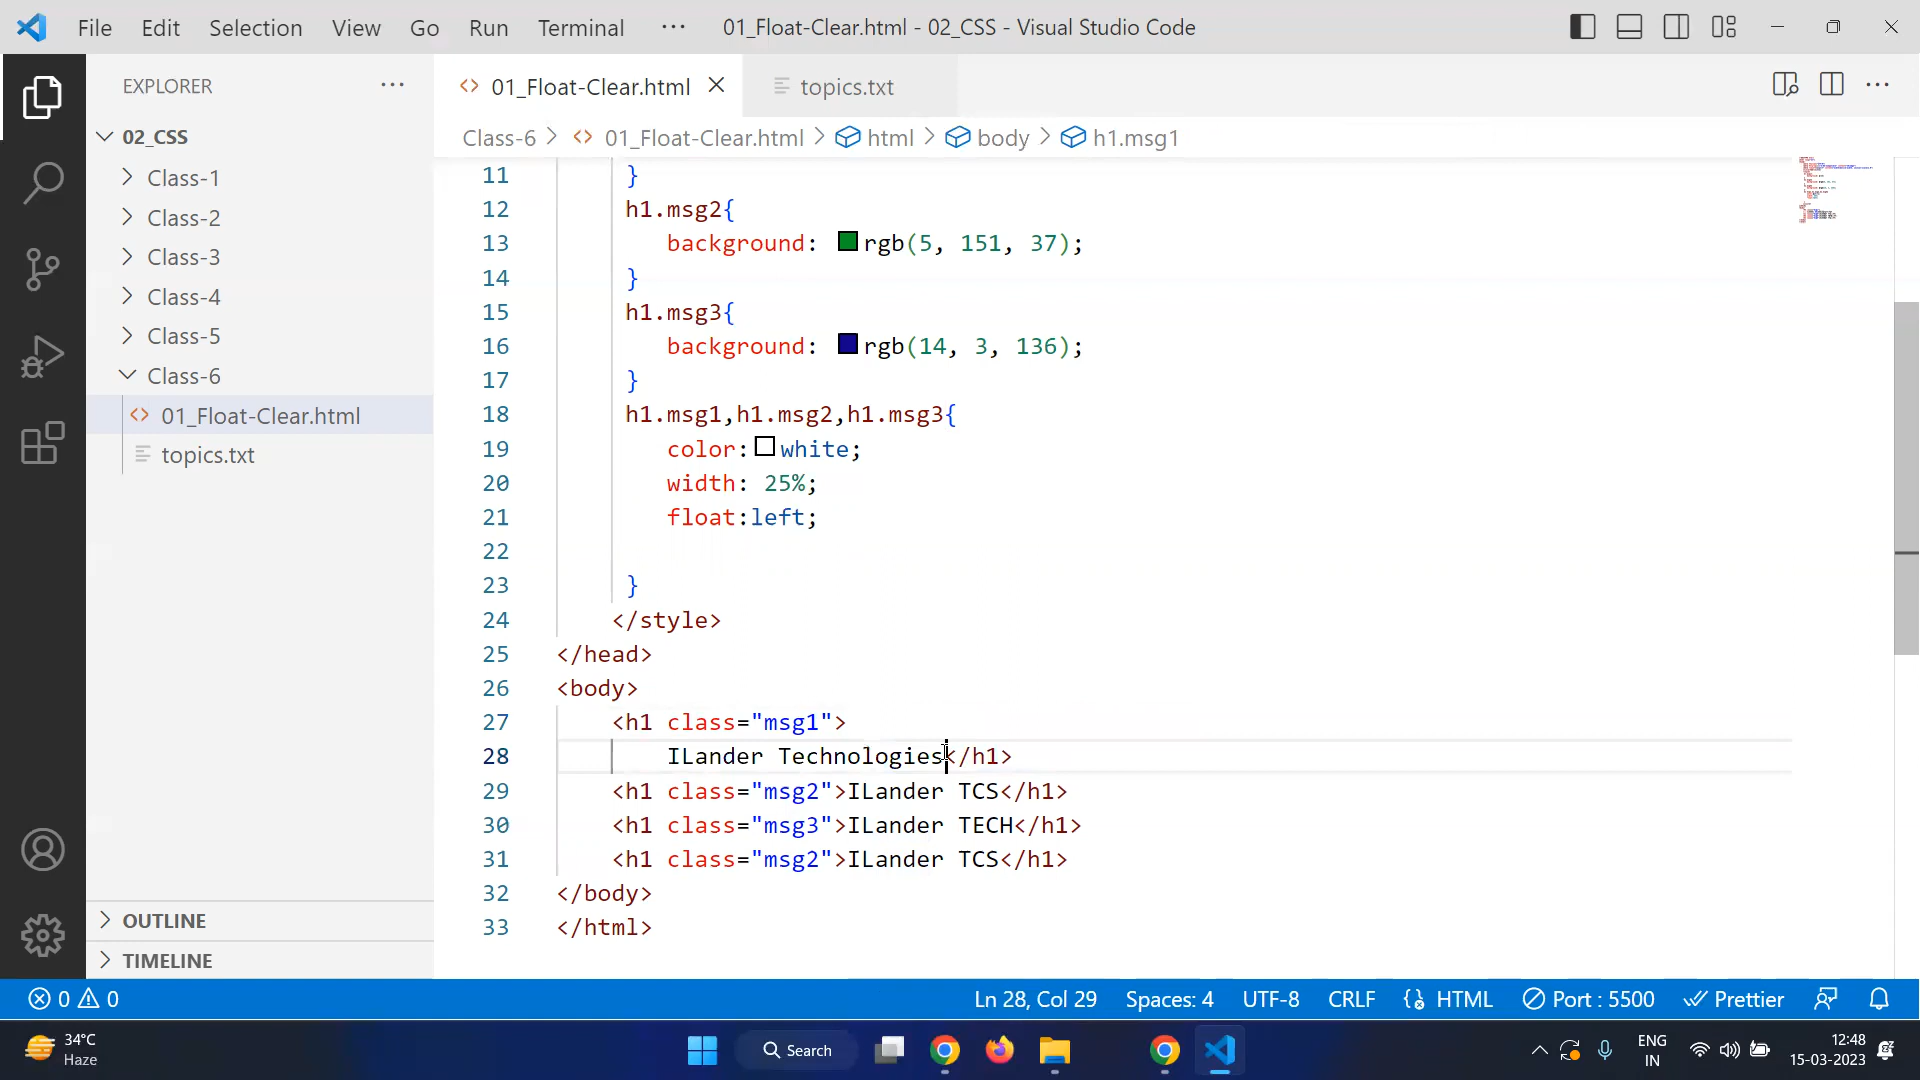 File Edit Selection View Go Run Terminal ··· 01_Float-Clear.html - 02_CSS - Visual Studio Code
EXPLORER ···
01_Float-Clear.html
topics.txt
02_CSS
Class-6 > 01_Float-Clear.html > html > body > h1.msg1
Class-1
Class-2
Class-3
Class-4
Class-5
Class-6
01_Float-Clear.html
topics.txt
OUTLINE
TIMELINE
11 }
12 h1.msg2{
13 background: rgb(5, 151, 37);
14 }
15 h1.msg3{
16 background: rgb(14, 3, 136);
17 }
18 h1.msg1,h1.msg2,h1.msg3{
19 color: white;
20 width: 25%;
21 float:left;
22
23 }
24 </style>
25 </head>
26 <body>
27 <h1 class="msg1">
28 ILander Technologies</h1>
29 <h1 class="msg2">ILander TCS</h1>
30 <h1 class="msg3">ILander TECH</h1>
31 <h1 class="msg2">ILander TCS</h1>
32 </body>
33 </html>
0 0 Ln 28, Col 29 Spaces: 4 UTF-8 CRLF HTML Port : 5500 Prettier
34°C
Haze
Search
ENG
IN
12:48
15-03-2023